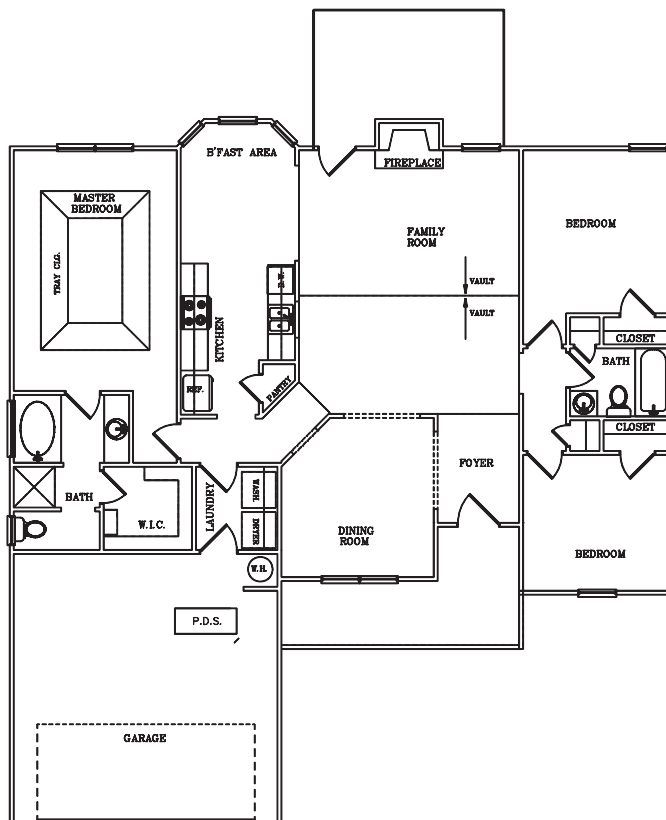 B'FAST AREA
FIREPLACE
MASTER
BEDROOM
TRAY CLG.
FAMILY
ROOM
BEDROOM
VAULT
VAULT
D.W.
KITCHEN
REF.
PANTRY
CLOSET
BATH
CLOSET
BATH
W.I.C.
LAUNDRY
WASH.
DRYER
FOYER
DINING
ROOM
BEDROOM
W.H.
P.D.S.
GARAGE